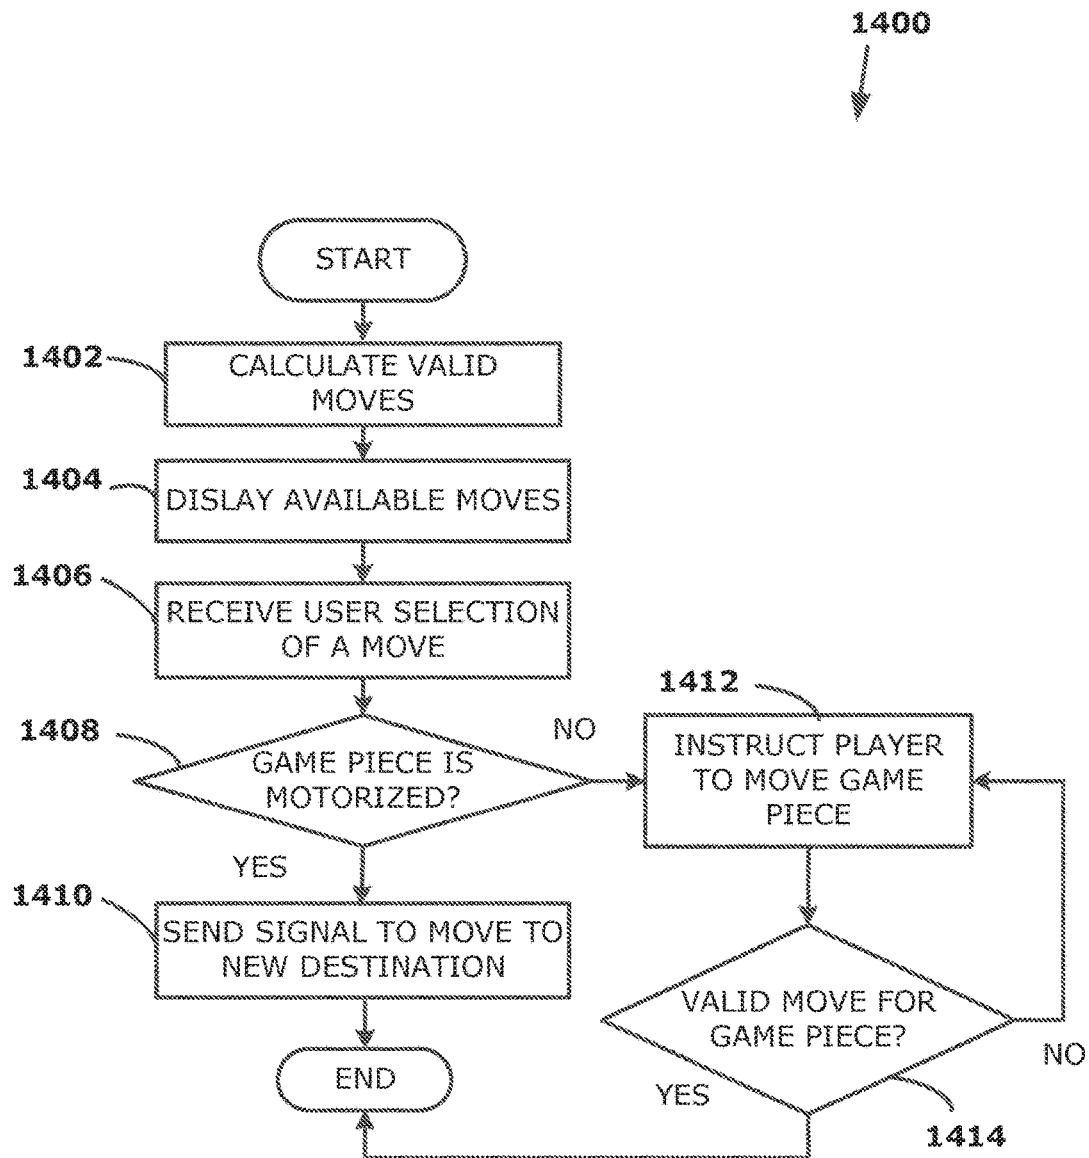 1400
START
1402
CALCULATE VALID
MOVES
1404
DISLAY AVAILABLE MOVES
1406
RECEIVE USER SELECTION
OF A MOVE
1408
GAME PIECE IS
MOTORIZED?
NO
YES
1412
INSTRUCT PLAYER
TO MOVE GAME
PIECE
1410
SEND SIGNAL TO MOVE TO
NEW DESTINATION
VALID MOVE FOR
GAME PIECE?
NO
YES
1414
END